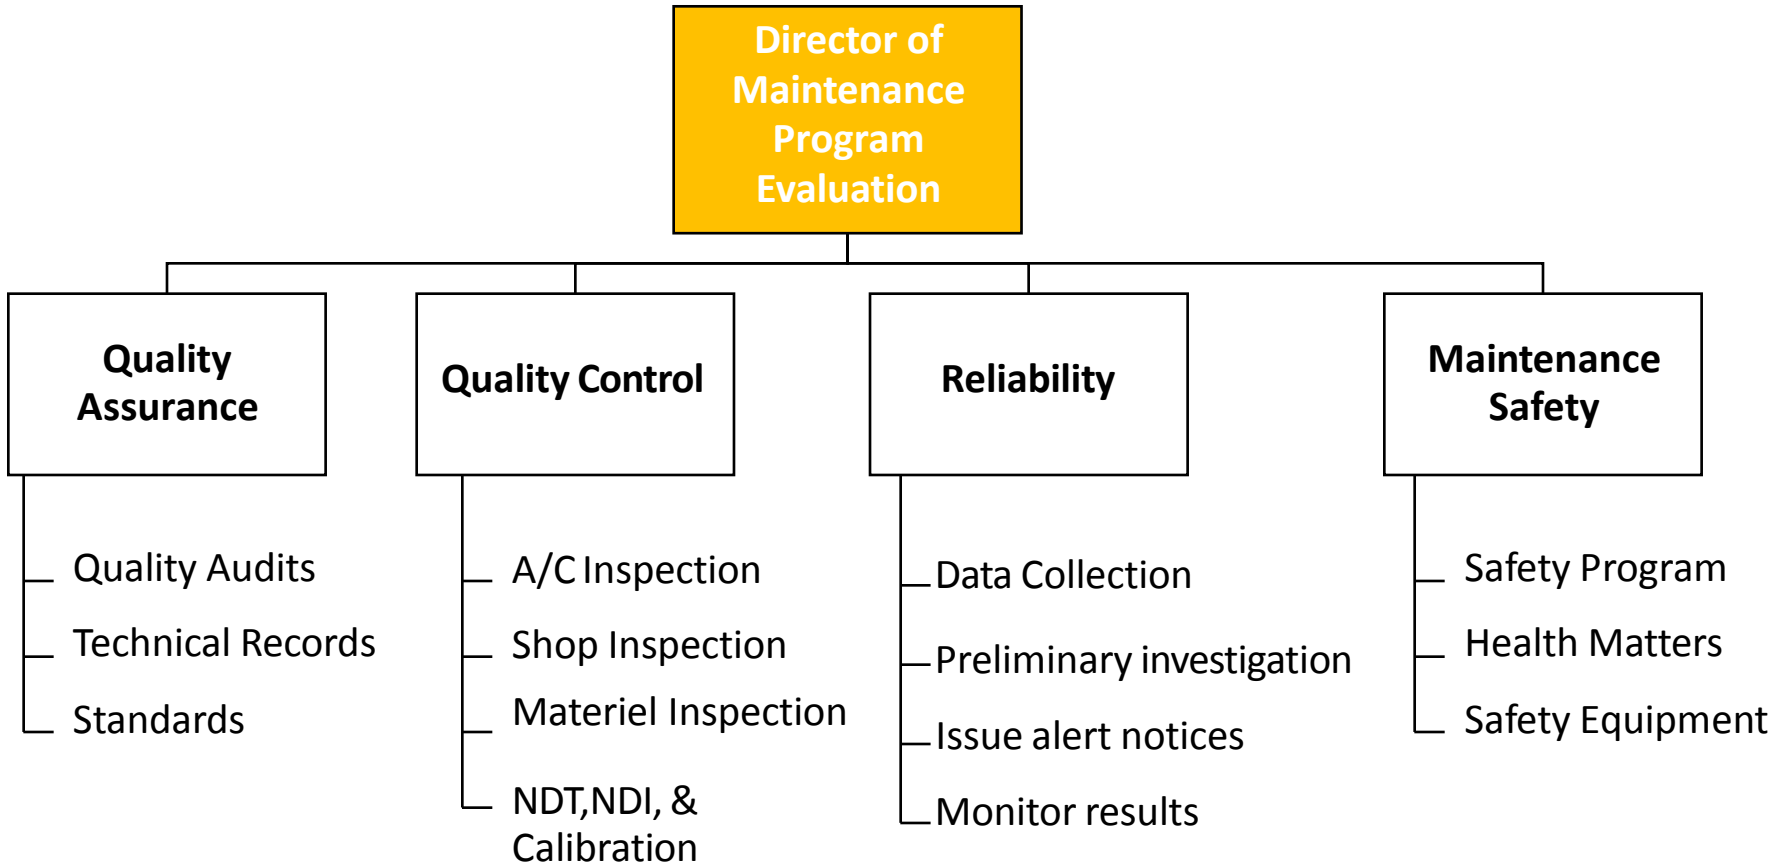 Director of
Maintenance
Program
Evaluation
Quality
Assurance
Quality Audits
Technical Records
Standards
Quality Control
A/C Inspection
Shop Inspection
Materiel Inspection
NDT,NDI, &
Calibration
Reliability
Data Collection
Preliminary investigation
Issue alert notices
Monitor results
Maintenance
Safety
Safety Program
Health Matters
Safety Equipment